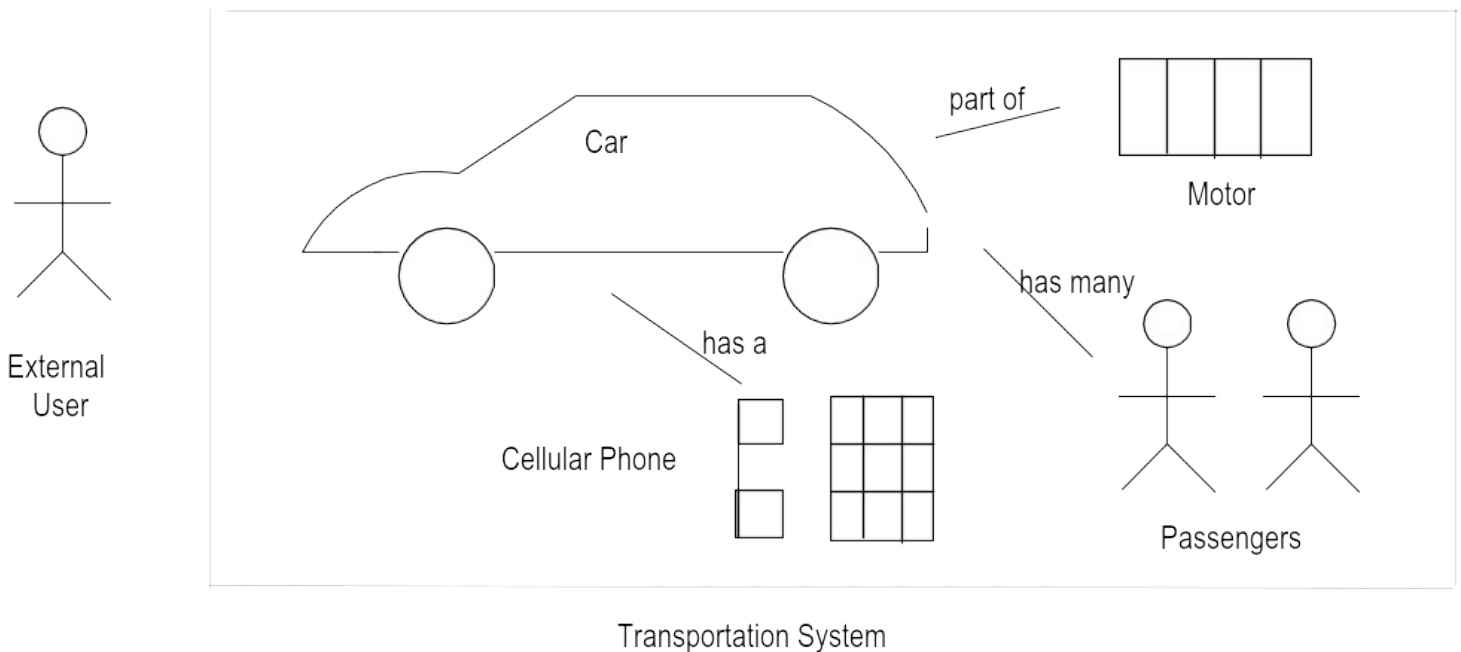 part of
Car
Motor
has many
has a
External
User
Cellular Phone
Passengers
Transportation System